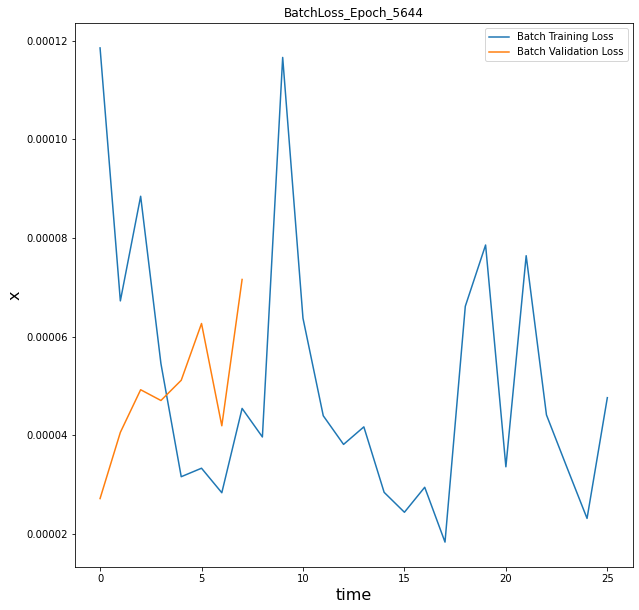 BatchLoss_Epoch_5644
Batch Training Loss
Batch Validation Loss
0.00012
0.00010
0.00008
0.00006
0.00004
0.00002
x
0 5 10 15 20 25
time